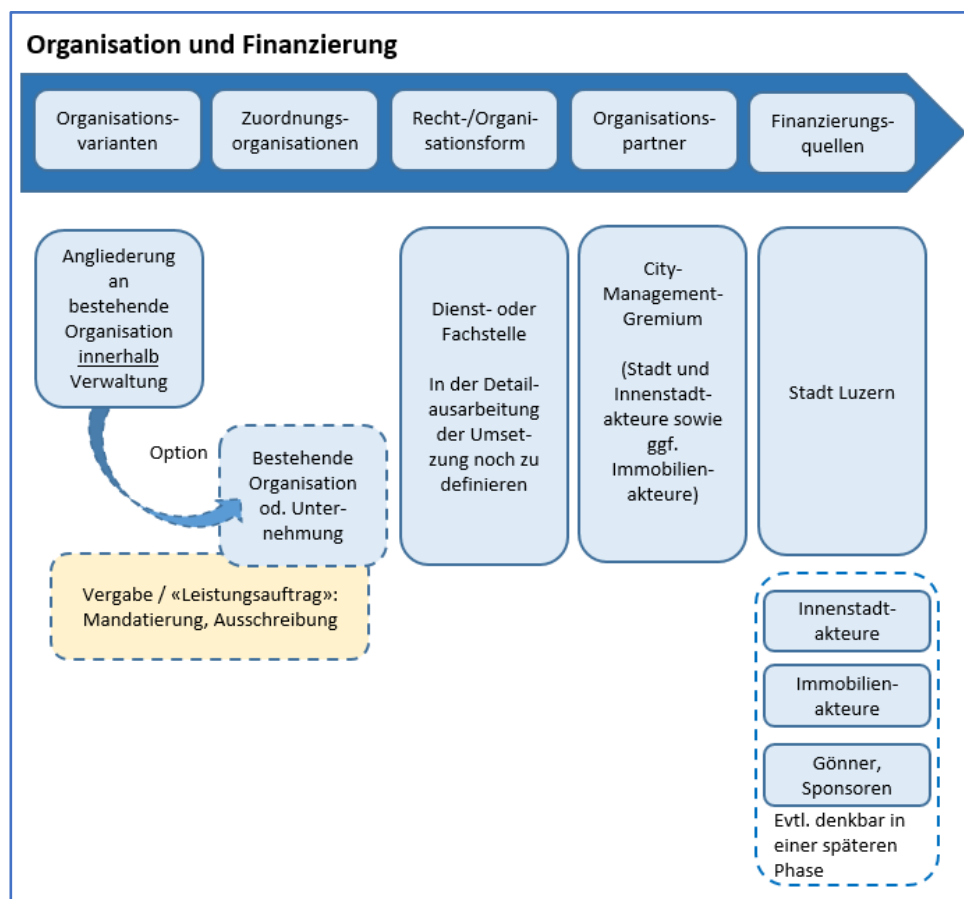 Organisation und Finanzierung
Organisations-
varianten
Zuordnungs-
organisationen
Recht-/Organi-
sationsform
Organisations-
partner
Finanzierungs-
quellen
Angliederung
an
bestehende
Organisation
innerhalb
Verwaltung
Option
Bestehende
Organisation
od. Unter-
nehmung
Vergabe / «Leistungsauftrag»:
Mandatierung, Ausschreibung
Dienst- oder
Fachstelle
In der Detail-
ausarbeitung
der Umset-
zung noch zu
definieren
City-
Management-
Gremium
(Stadt und
Innenstadt-
akteure sowie
ggf.
Immobilien-
akteure)
Stadt Luzern
Innenstadt-
akteure
Immobilien-
akteure
Gönner,
Sponsoren
Evtl. denkbar in
einer späteren
Phase